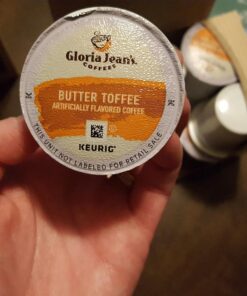 Gloria Jean's
COFFEES
BUTTER TOFFEE
ARTIFICIALLY FLAVORED COFFEE
KEURIG
THIS UNIT NOT LABELED FOR RETAIL SALE